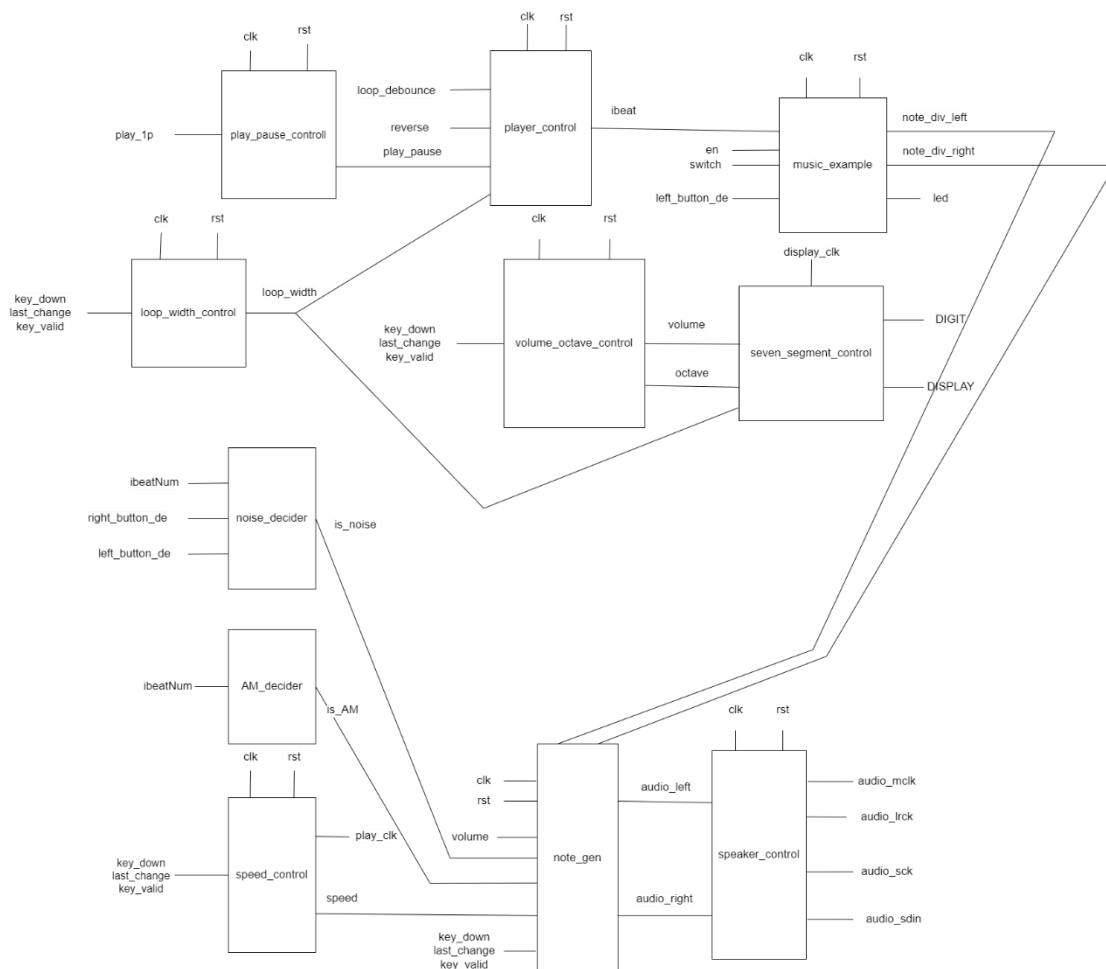 clk
rst
clk
rst
play_1p
play_pause_controll
loop_debounce
reverse
play_pause
player_control
ibeat
clk
rst
en
switch
left_button_de
music_example
note_div_left
note_div_right
led
clk
rst
key_down
last_change
key_valid
loop_width_control
loop_width
clk
rst
key_down
last_change
key_valid
volume_octave_control
volume
octave
display_clk
seven_segment_control
DIGIT
DISPLAY
ibeatNum
right_button_de
left_button_de
noise_decider
is_noise
ibeatNum
AM_decider
is_AM
clk
rst
key_down
last_change
key_valid
speed_control
play_clk
speed
clk
rst
volume
key_down
last_change
key_valid
note_gen
audio_left
audio_right
clk
rst
speaker_control
audio_mclk
audio_lrck
audio_sck
audio_sdin